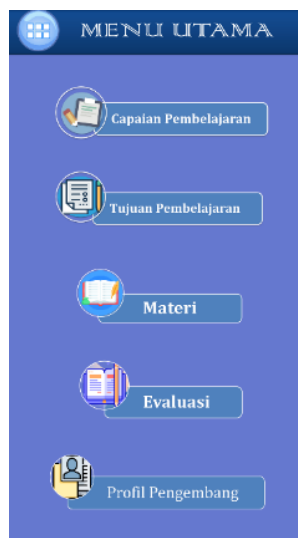 MENU UTAMA
Capaian Pembelajaran
Tujuan Pembelajaran
Materi
Evaluasi
Profil Pengembang